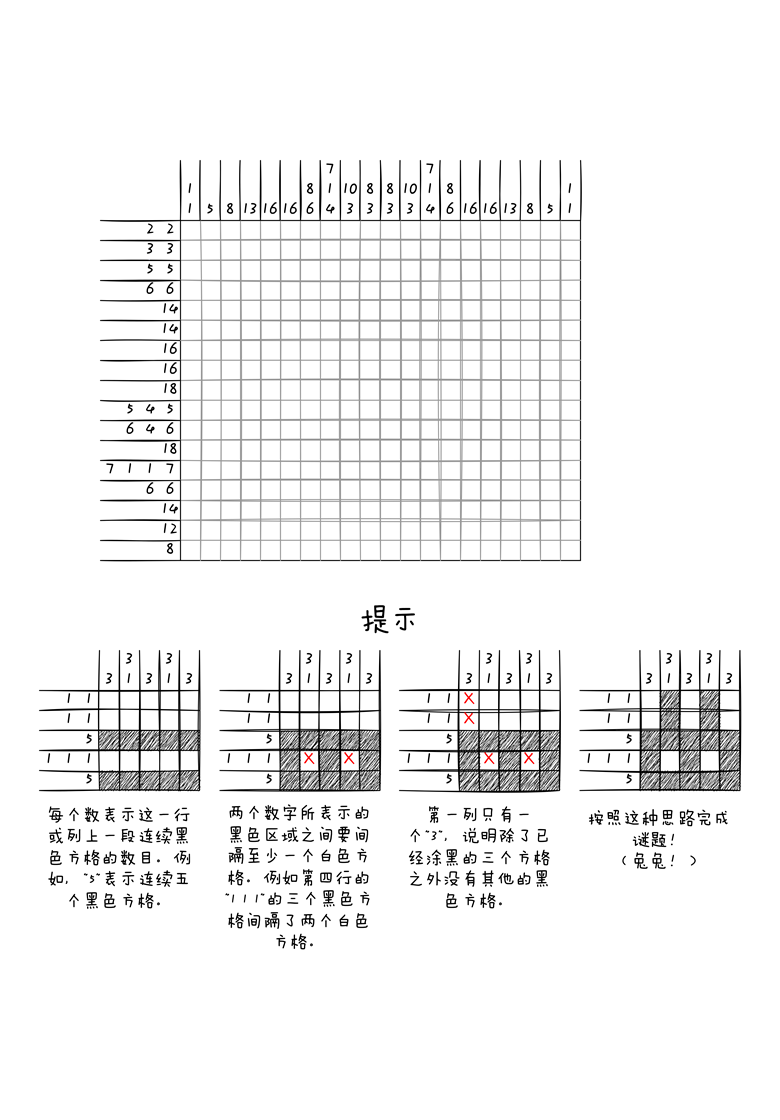 7 7
1 8 1 10 8 8 10 1 8 1
1 5 8 13 16 16 6 4 3 3 3 3 4 6 16 16 13 8 5 1
2 2
3 3
5 5
6 6
14
14
16
16
18
5 4 5
6 4 6
18
7 1 1 7
6 6
14
12
8
提示
3 3
3 1 3 1 3
1 1
1 1
5
1 1 1
5
每个数表示这一行
或列上一段连续黑
色方格的数目。例
如，"5"表示连续五
个黑色方格。
3 3
3 1 3 1 3
1 1
1 1
5
1 1 1 X X
5
两个数字所表示的
黑色区域之间要间
隔至少一个白色方
格。例如第四行的
"111"的三个黑色方
格间隔了两个白色
方格。
3 3
3 1 3 1 3
1 1 X
1 1 X
5
1 1 1 X X
5
第一列只有一
个"3"，说明除了已
经涂黑的三个方格
之外没有其他的黑
色方格。
3 3
3 1 3 1 3
1 1
1 1
5
1 1 1
5
按照这种思路完成
谜题！
（兔兔！）